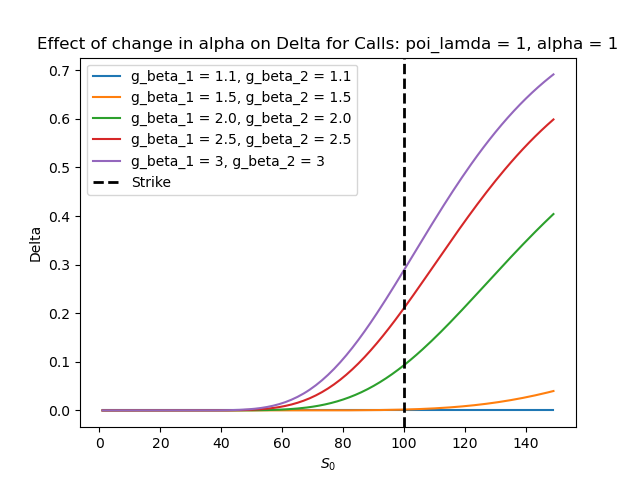 Effect of change in alpha on Delta for Calls: poi_lamda = 1, alpha = 1
g_beta_1 = 1.1, g_beta_2 = 1.1
g_beta_1 = 1.5, g_beta_2 = 1.5
g_beta_1 = 2.0, g_beta_2 = 2.0
g_beta_1 = 2.5, g_beta_2 = 2.5
g_beta_1 = 3, g_beta_2 = 3
Strike
Delta
0.7
0.6
0.5
0.4
0.3
0.2
0.1
0.0
0 20 40 60 80 100 120 140
S₀